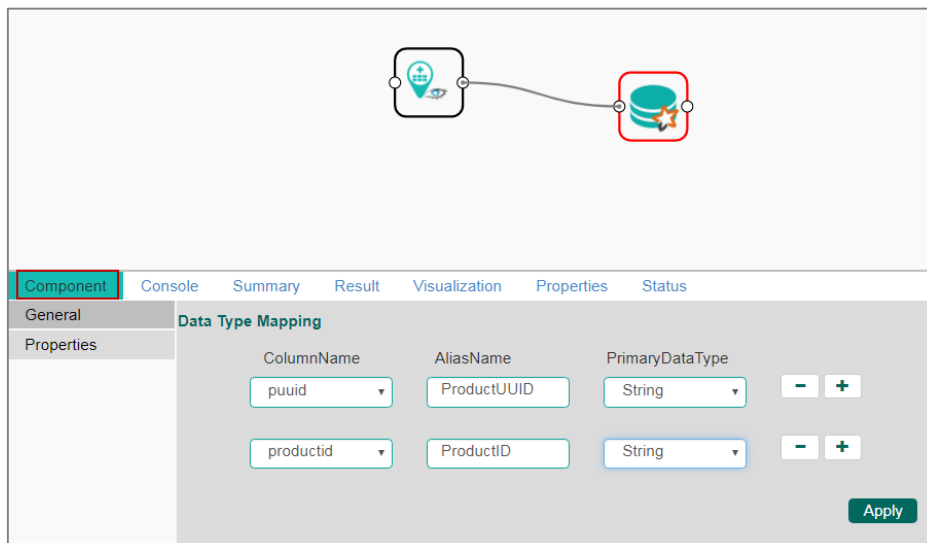 Component Console Summary Result Visualization Properties Status
General
Properties
Data Type Mapping
ColumnName AliasName PrimaryDataType
puuid ProductUUID String - +
productid ProductID String - +
Apply